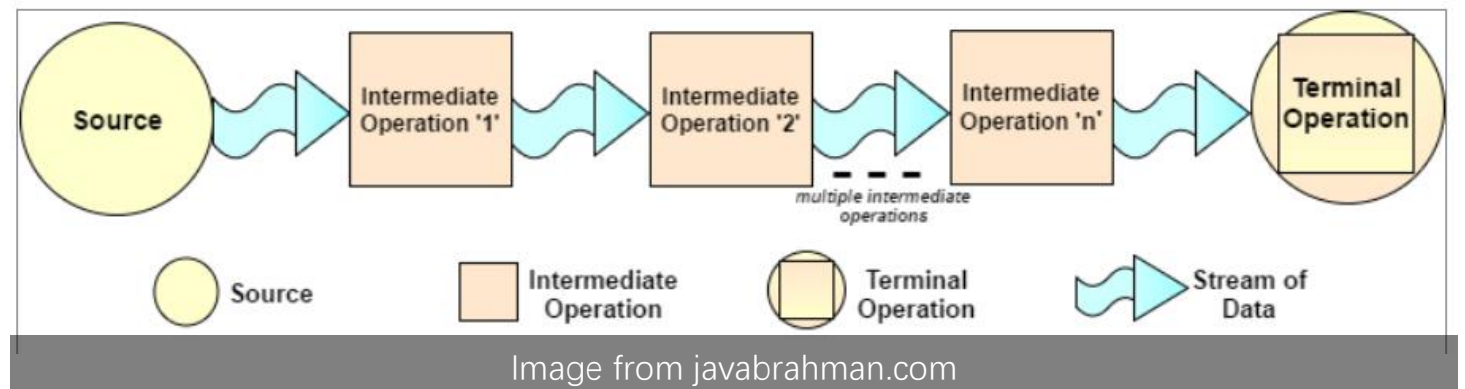 Source
Intermediate
Operation '1'
Intermediate
Operation '2'
multiple intermediate
operations
Intermediate
Operation 'n'
Terminal
Operation
Source
Intermediate
Operation
Terminal
Operation
Stream of
Data
Image from javabrahman.com